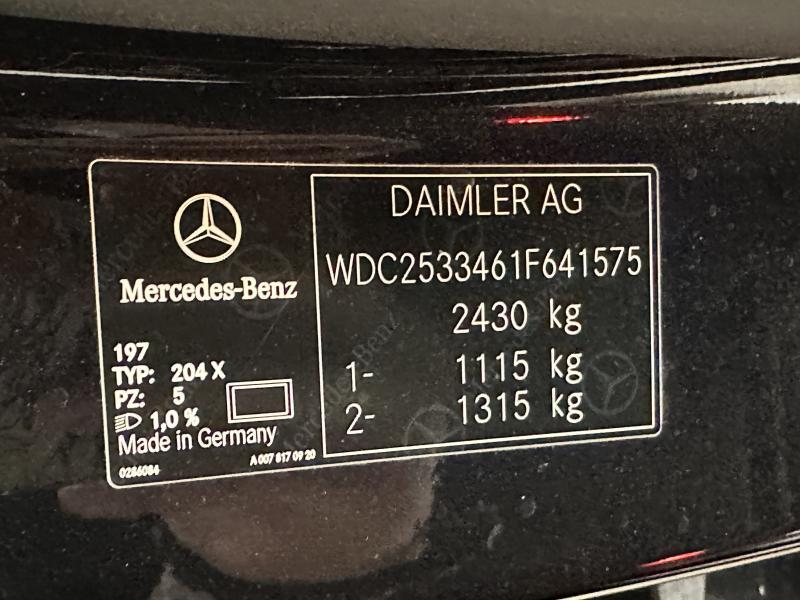 Mercedes-Benz
197
TYP: 204 X
PZ: 5
1,0 %
Made in Germany
0286084
A 007 817 09 20
DAIMLER AG
WDC2533461F641575
2430 kg
1- 1115 kg
2- 1315 kg